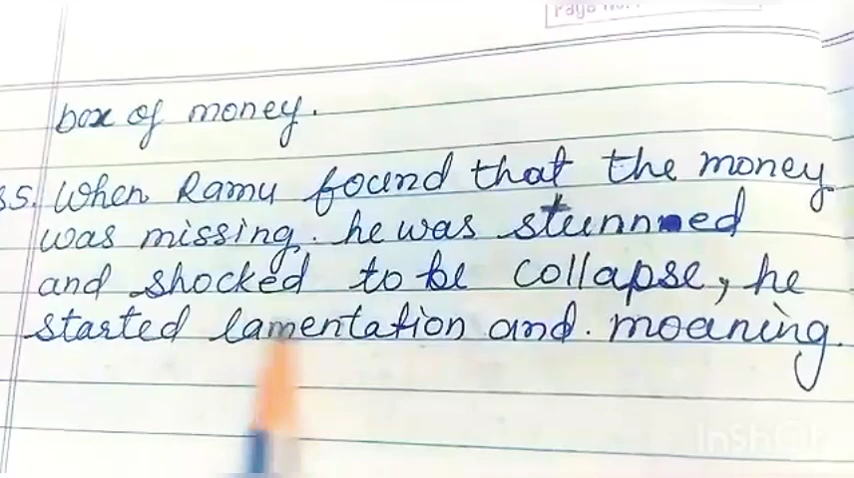 box of money.
35. When Ramu found that the money
was missing. he was stunned
and shocked to be collapse, he
started lamentation and. moaning.
InShOt